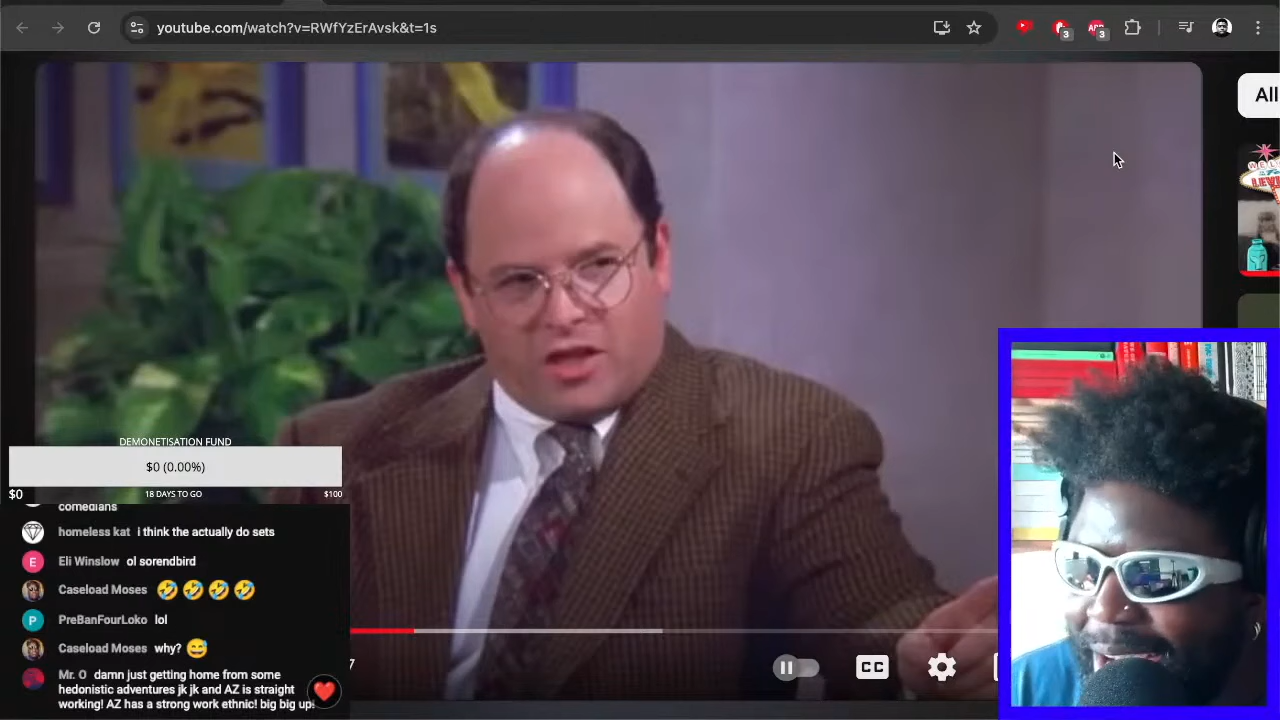 youtube.com/watch?v=RWfYzErAvsk&t=1s
3
3
All
DEMONETISATION FUND
$0 (0.00%)
$0
18 DAYS TO GO
$100
comedians
homeless kat i think the actually do sets
E Eli Winslow ol sorendbird
Caseload Moses 🤣🤣🤣🤣
P PreBanFourLoko lol
Caseload Moses why? 😅
Mr. O damn just getting home from some
hedonistic adventures jk jk and AZ is straight
working! AZ has a strong work ethnic! big big up!
7
CC